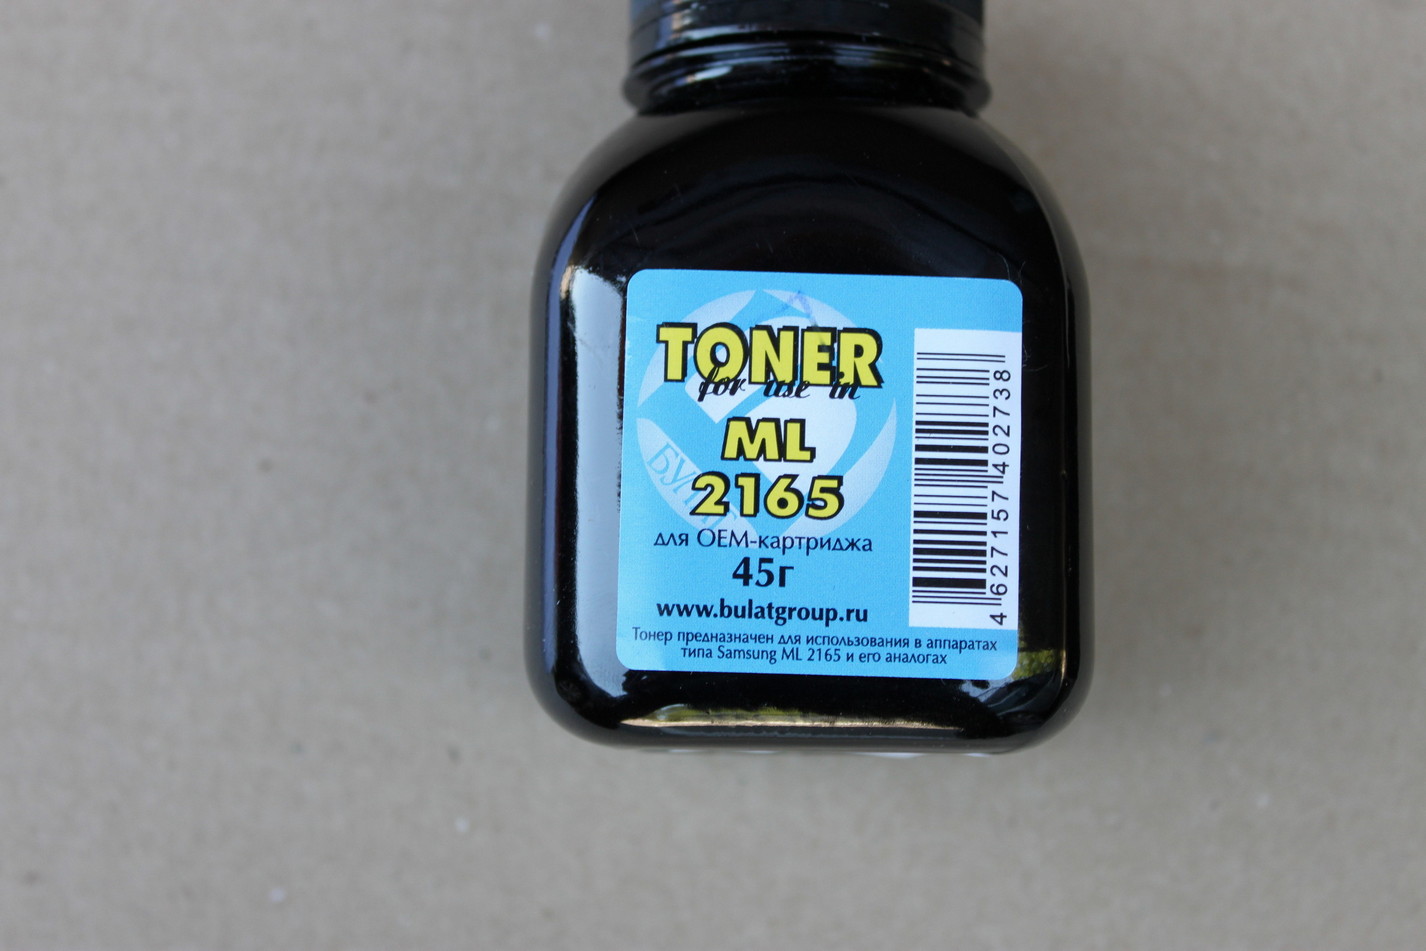 TONER
for use in
ML
2165
для OEM-картриджа
45г
www.bulatgroup.ru
Тонер предназначен для использования в аппаратах
типа Samsung ML 2165 и его аналогах
4 627157 402738